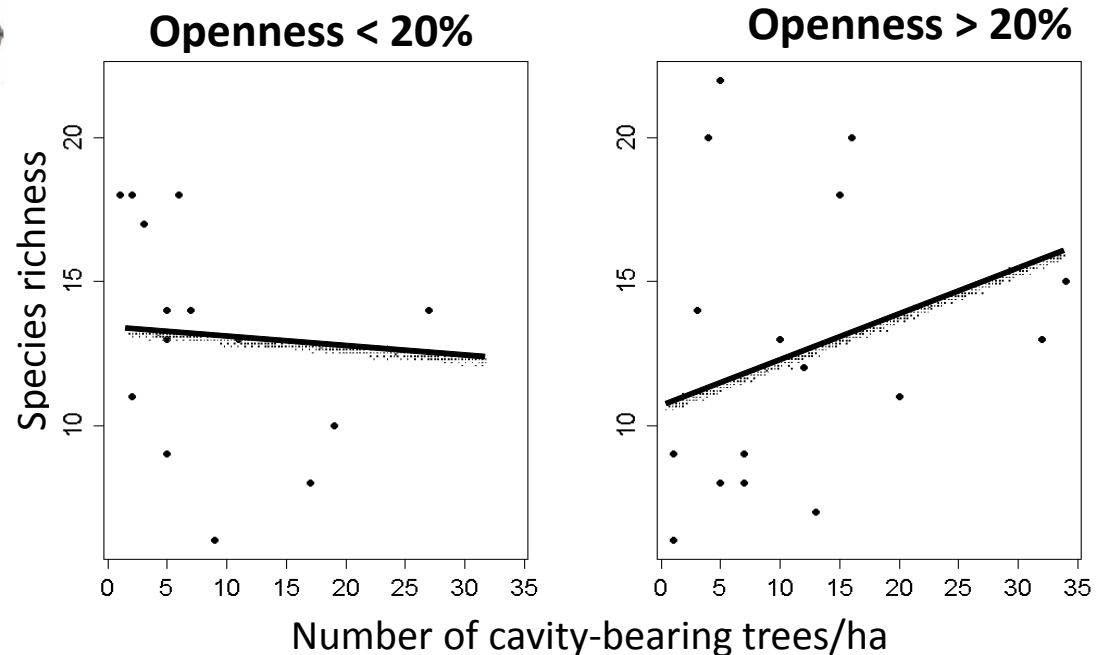 Openness < 20%
Openness > 20%
Species richness
20
15
10
0 5 10 15 20 25 30 35
20
15
10
0 5 10 15 20 25 30 35
Number of cavity-bearing trees/ha